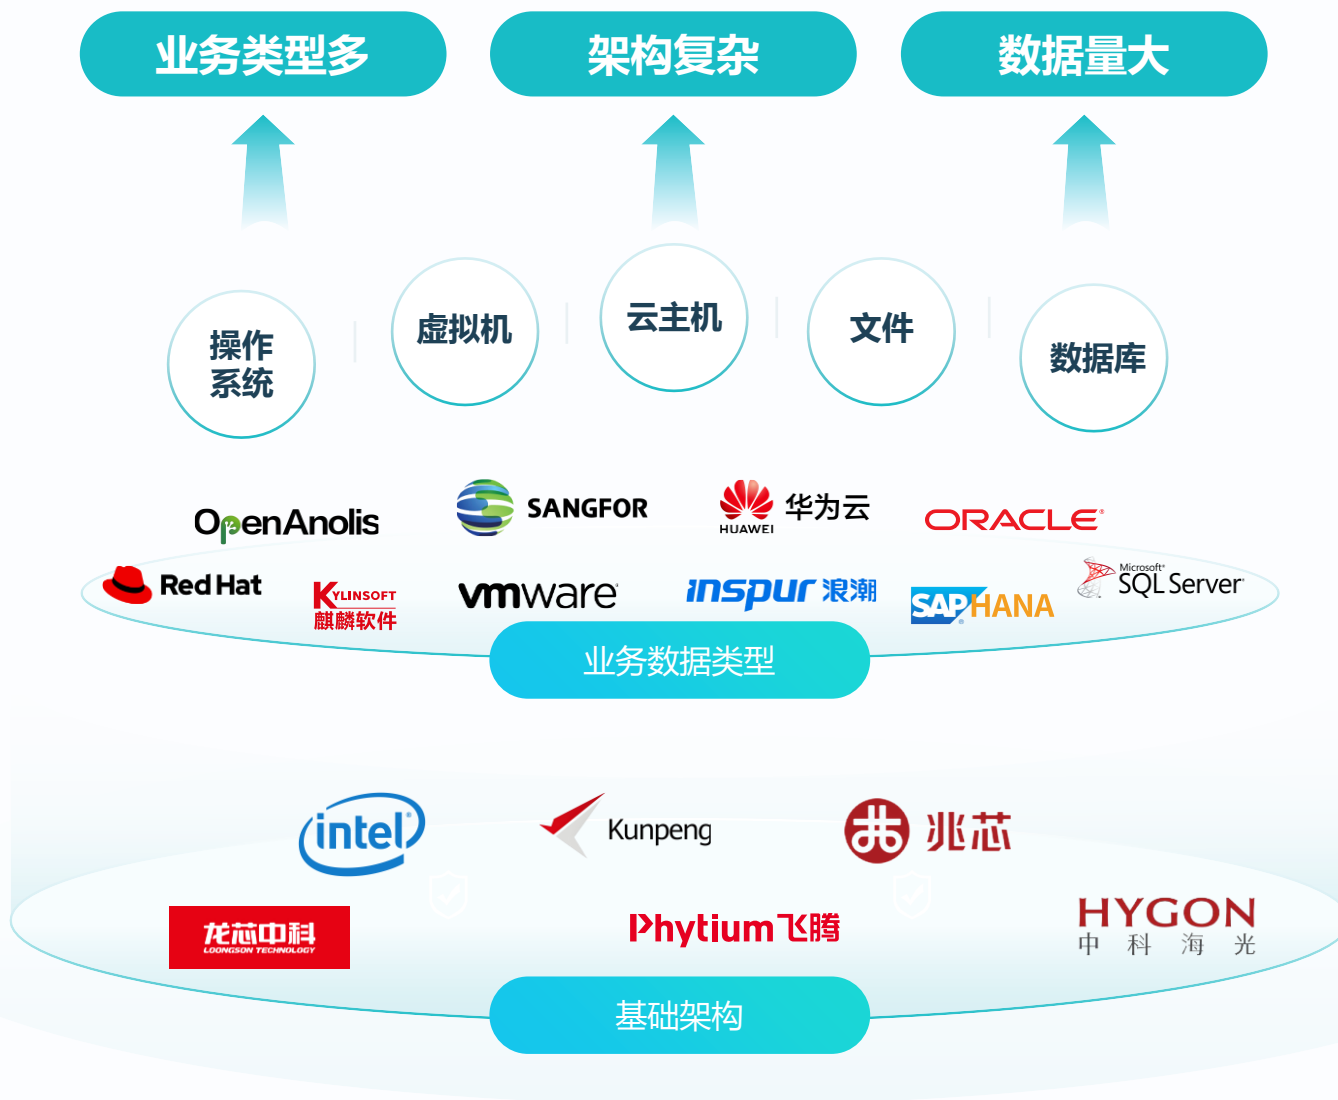 业务类型多
架构复杂
数据量大
操作
系统
虚拟机
云主机
文件
数据库
OpenAnolis
SANGFOR
HUAWEI
华为云
ORACLE®
Red Hat
KYLINSOFT
麒麟软件
vmware®
inspur 浪潮
SAP HANA
®
Microsoft®
SQL Server®
业务数据类型
intel®
Kunpeng
兆芯
龙芯中科
LOONGSON TECHNOLOGY
Phytium飞腾
HYGON
中科海光
基础架构